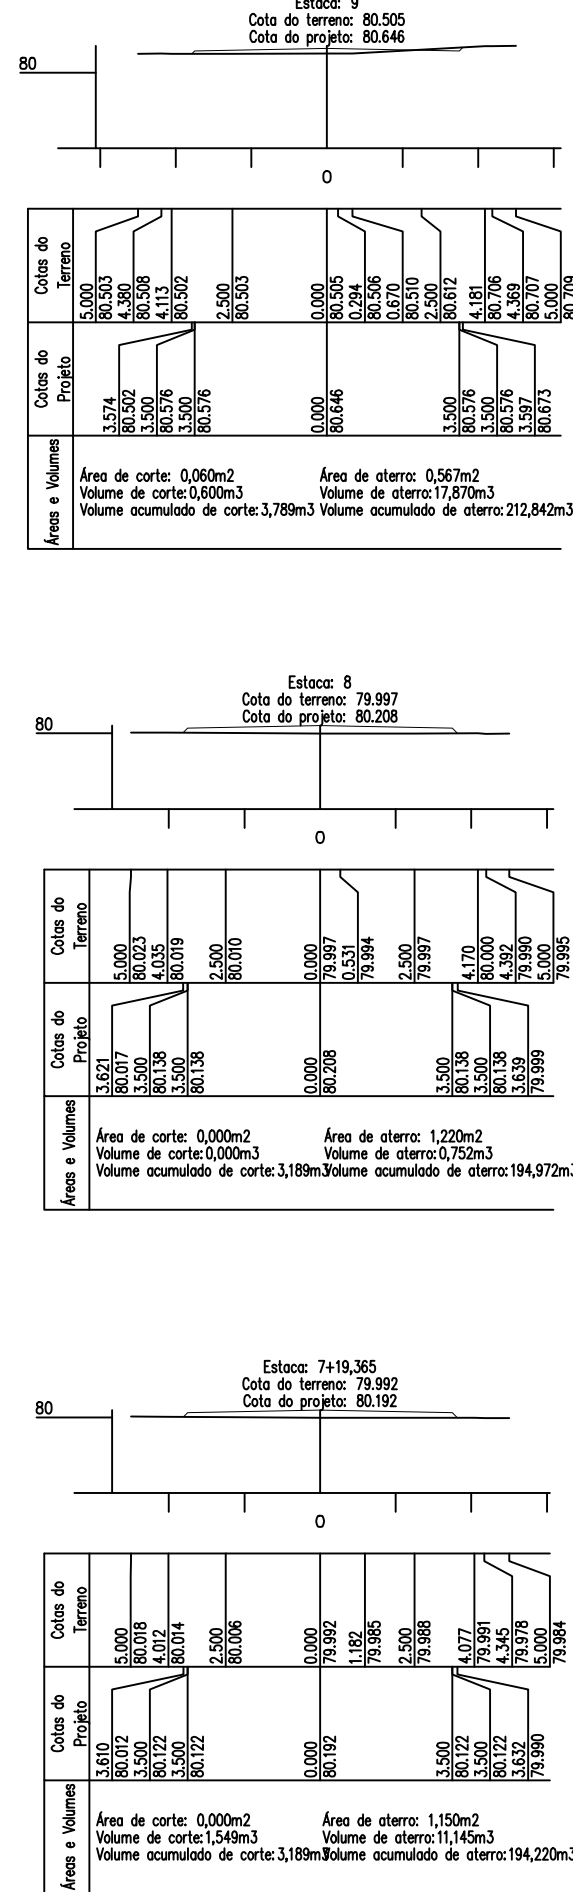 Estaca: 9
Cota do terreno: 80.505
Cota do projeto: 80.646
80
0
Cotas do
Terreno
5.000
80.503
4.380
80.508
4.113
80.502
2.500
80.503
0.000
80.505
0.294
80.506
0.670
80.510
2.500
80.612
4.181
80.706
4.369
80.707
5.000
80.709
Cotas do
Projeto
3.574
80.502
3.500
80.576
3.500
80.576
0.000
80.646
3.500
80.576
3.500
80.576
3.597
80.673
Áreas e Volumes
Área de corte: 0,060m2
Volume de corte:0,600m3
Volume acumulado de corte:3,789m3
Área de aterro: 0,567m2
Volume de aterro:17,870m3
Volume acumulado de aterro:212,842m3
Estaca: 8
Cota do terreno: 79.997
Cota do projeto: 80.208
80
0
Cotas do
Terreno
5.000
80.023
4.035
80.019
2.500
80.010
0.000
79.997
0.531
79.994
2.500
79.997
4.170
80.000
4.392
79.990
5.000
79.995
Cotas do
Projeto
3.621
80.017
3.500
80.138
3.500
80.138
0.000
80.208
3.500
80.138
3.500
80.138
3.639
79.999
Áreas e Volumes
Área de corte: 0,000m2
Volume de corte:0,000m3
Volume acumulado de corte:3,189m3
Área de aterro: 1,220m2
Volume de aterro:0,752m3
Volume acumulado de aterro:194,972m3
Estaca: 7+19,365
Cota do terreno: 79.992
Cota do projeto: 80.192
80
0
Cotas do
Terreno
5.000
80.018
4.012
80.014
2.500
80.006
0.000
79.992
1.182
79.985
2.500
79.988
4.077
79.991
4.345
79.978
5.000
79.984
Cotas do
Projeto
3.610
80.012
3.500
80.122
3.500
80.122
0.000
80.192
3.500
80.122
3.500
80.122
3.632
79.990
Áreas e Volumes
Área de corte: 0,000m2
Volume de corte:1,549m3
Volume acumulado de corte:3,189m3
Área de aterro: 1,150m2
Volume de aterro:11,145m3
Volume acumulado de aterro:194,220m3